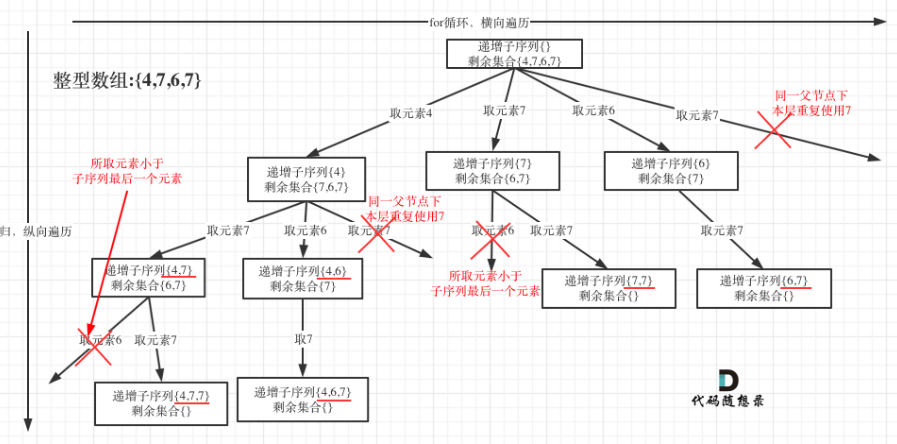 for循环，横向遍历
递增子序列{}
剩余集合{4,7,6,7}
整型数组:{4,7,6,7}
同一父节点下
本层重复使用7
取元素4
取元素7
取元素6
取元素7
所取元素小于
子序列最后一个元素
递增子序列{4}
剩余集合{7,6,7}
递增子序列{7}
剩余集合{6,7}
递增子序列{6}
剩余集合{7}
同一父节点下
本层重复使用7
归，纵向遍历
取元素7
取元素6
取元素7
取元素6
取元素7
取元素7
递增子序列{4,7}
剩余集合{6,7}
递增子序列{4,6}
剩余集合{7}
所取元素小于
子序列最后一个元素
递增子序列{7,7}
剩余集合{}
递增子序列{6,7}
剩余集合{}
取元素6
取元素7
取7
递增子序列{4,7,7}
剩余集合{}
递增子序列{4,6,7}
剩余集合{}
代码随想录